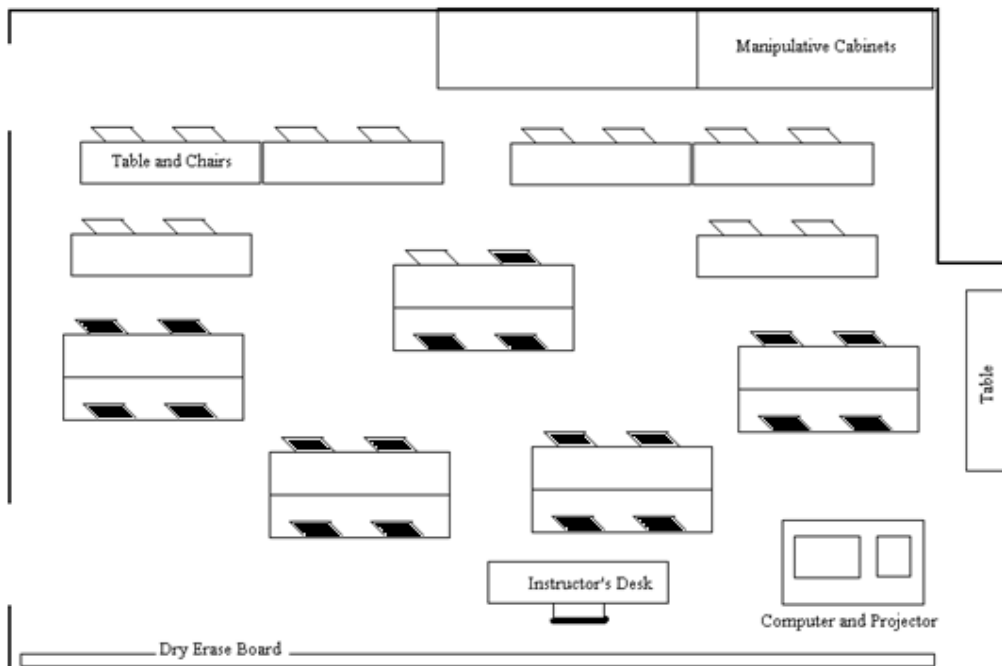 Manipulative Cabinets
Table and Chairs
Table
Instructor's Desk
Computer and Projector
Dry Erase Board